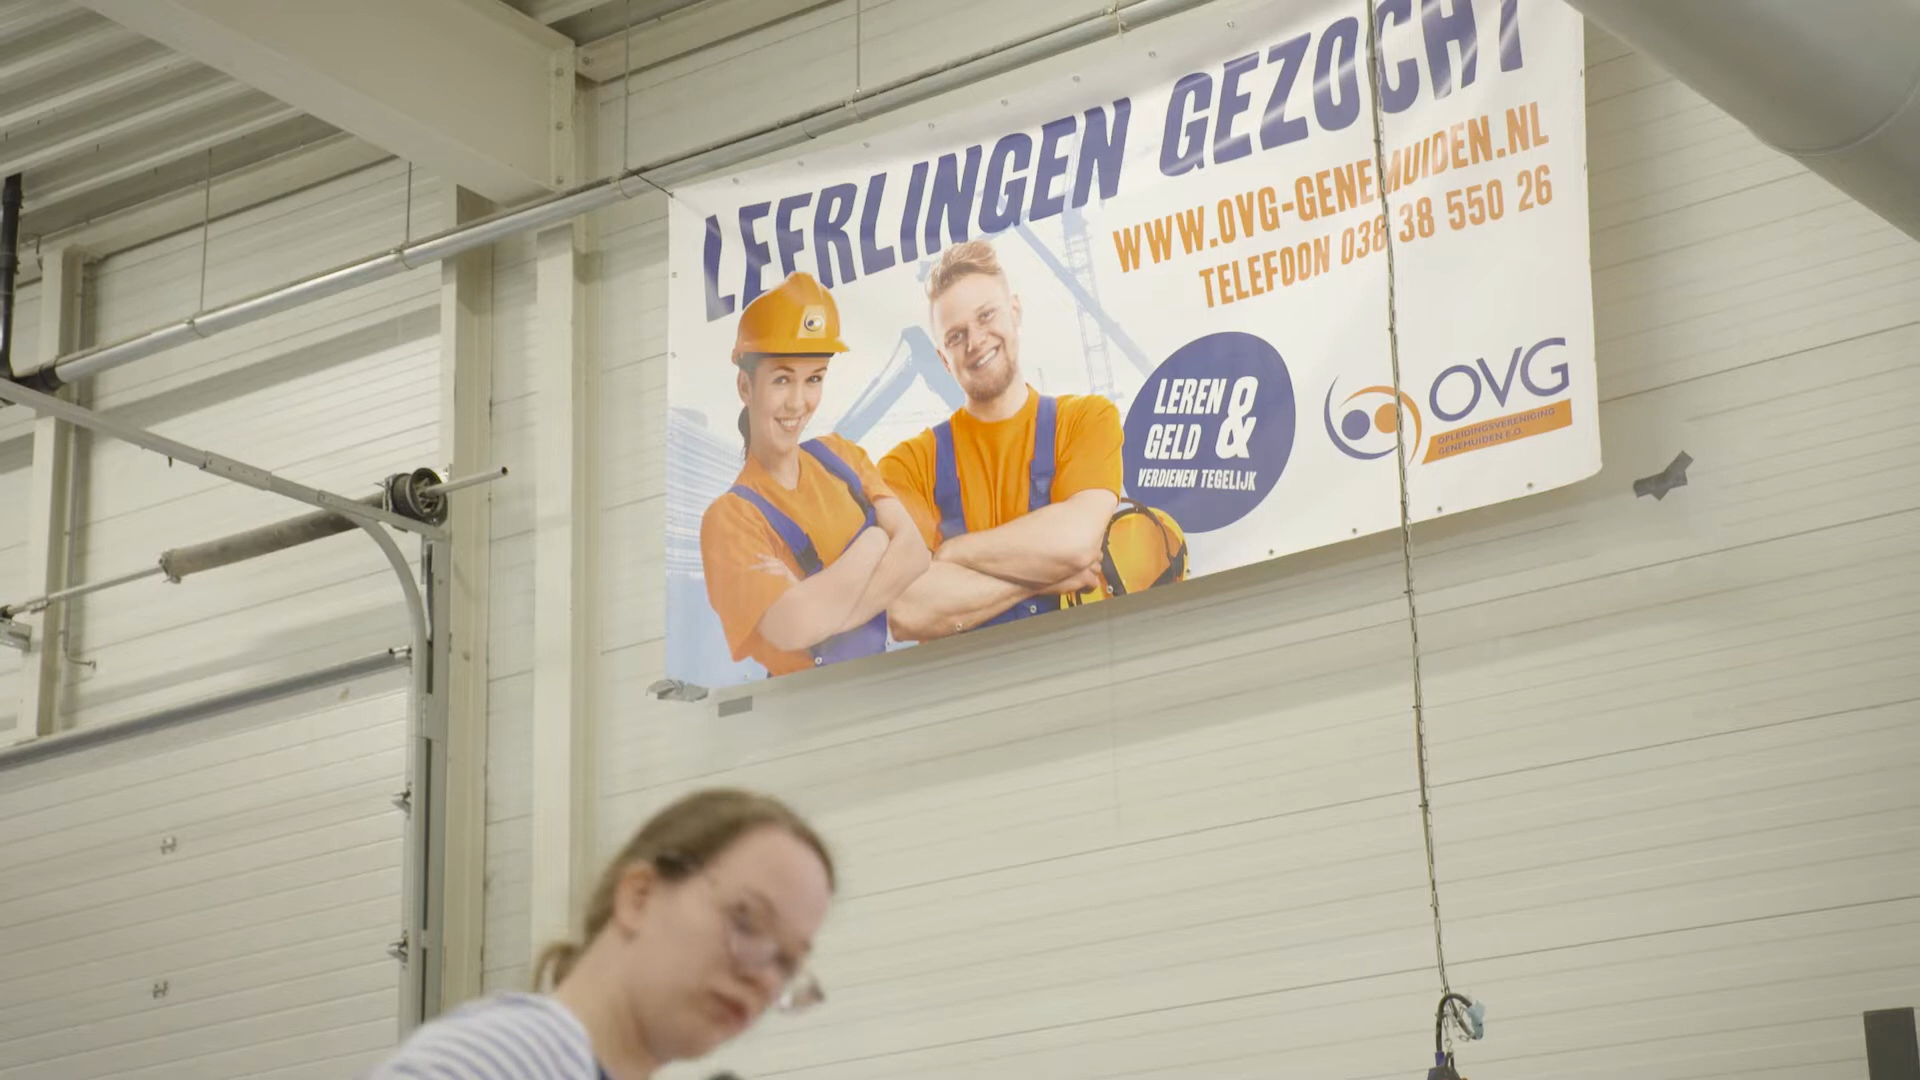 LEERLINGEN GEZOCHT
WWW.OVG-GENEMUIDEN.NL
TELEFOON 038 38 550 26
LEREN &
GELD
VERDIENEN TEGELIJK
OVG
OPLEIDINGSVERENIGING
GENEMUIDEN E.O.